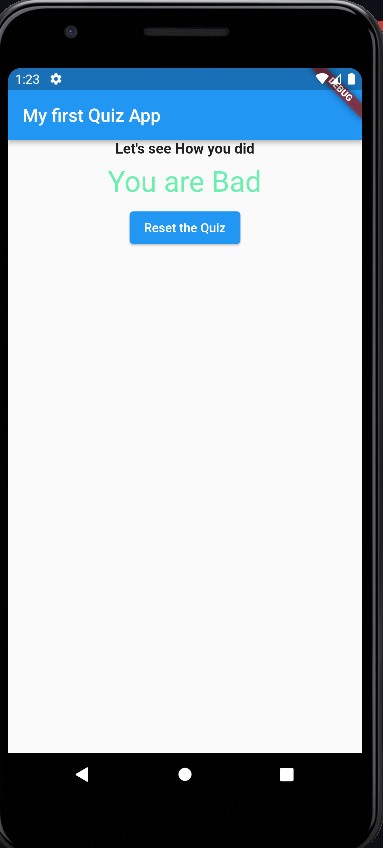 1:23
DEBUG
My first Quiz App
Let's see How you did
You are Bad
Reset the Quiz